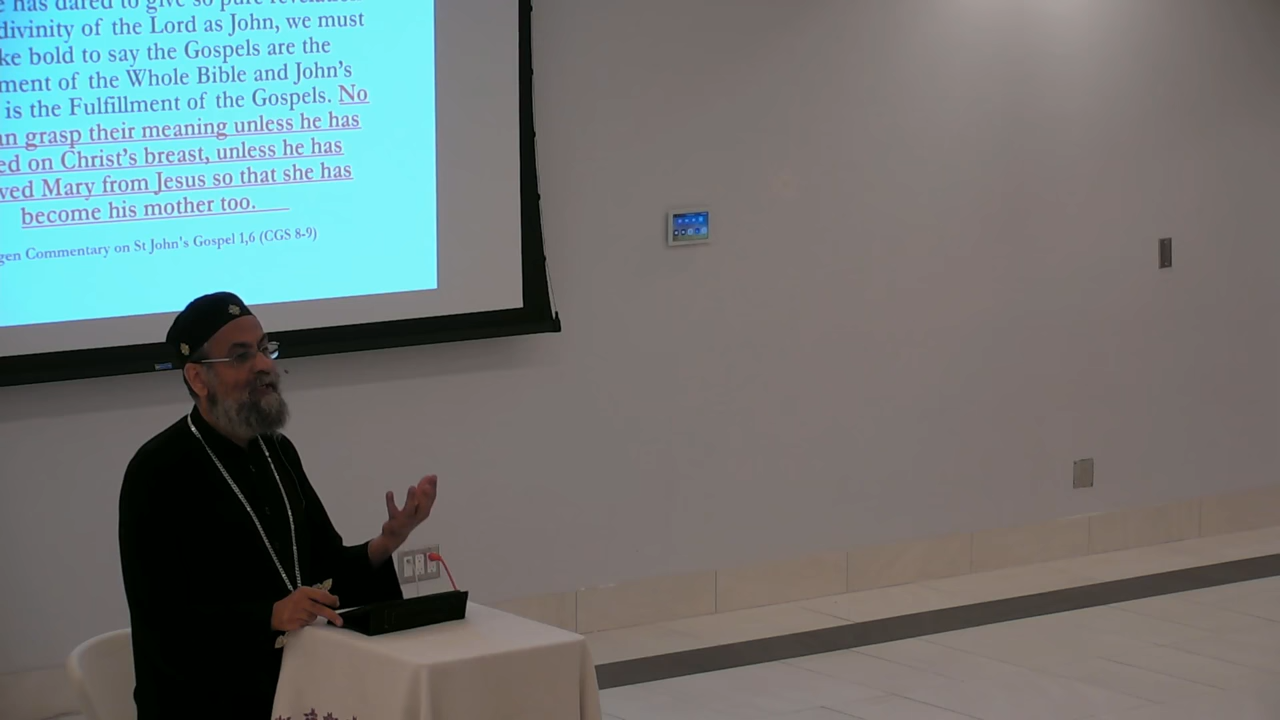 has dared to give so pure
divinity of the Lord as John, we must
ke bold to say the Gospels are the
ment of the Whole Bible and John's
is the Fulfillment of the Gospels. No
an grasp their meaning unless he has
ed on Christ's breast, unless he has
ved Mary from Jesus so that she has
become his mother too.
gen Commentary on St John's Gospel 1,6 (CGS 8-9)